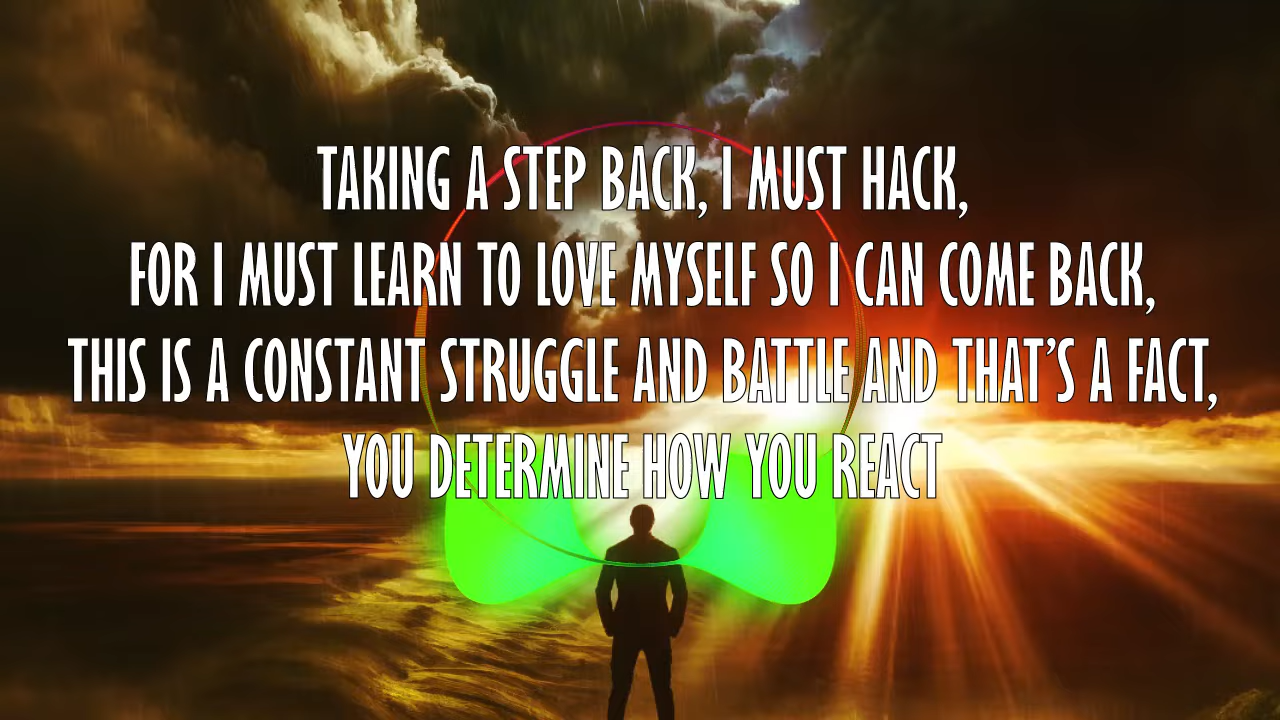 TAKING A STEP BACK, I MUST HACK,
FOR I MUST LEARN TO LOVE MYSELF SO I CAN COME BACK,
THIS IS A CONSTANT STRUGGLE AND BATTLE AND THAT'S A FACT,
YOU DETERMINE HOW YOU REACT